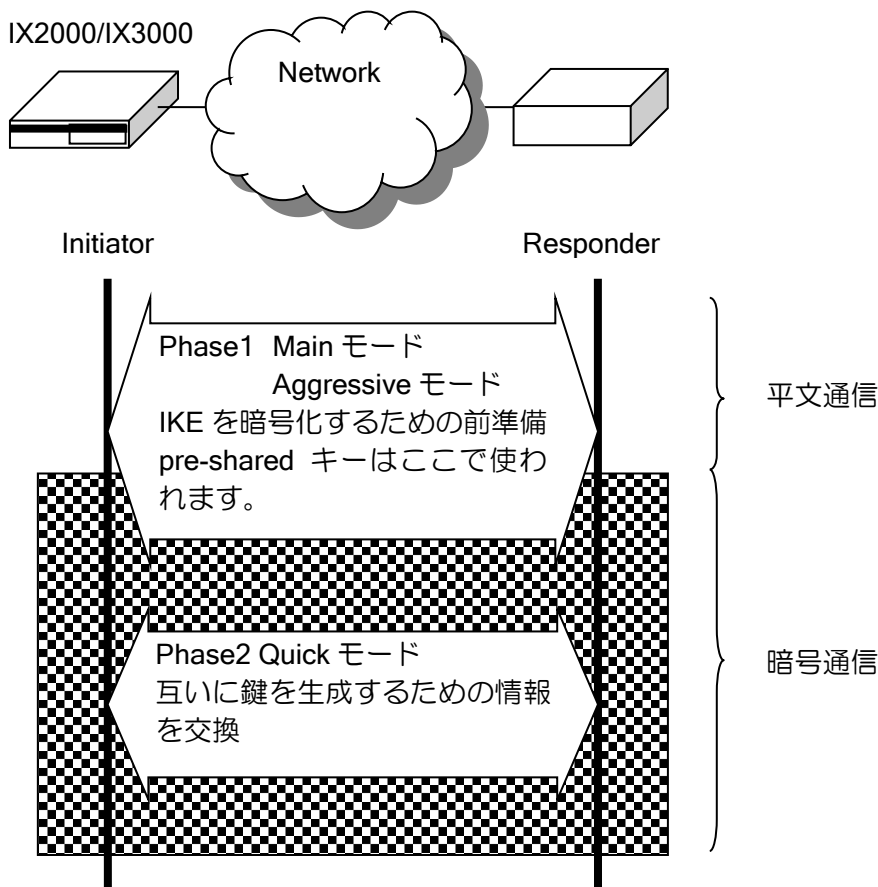 IX2000/IX3000
Network
Initiator
Responder
Phase1 Main モード
Aggressive モード
IKE を暗号化するための前準備
pre-shared キーはここで使わ
れます。
平文通信
Phase2 Quick モード
互いに鍵を生成するための情報
を交換
暗号通信